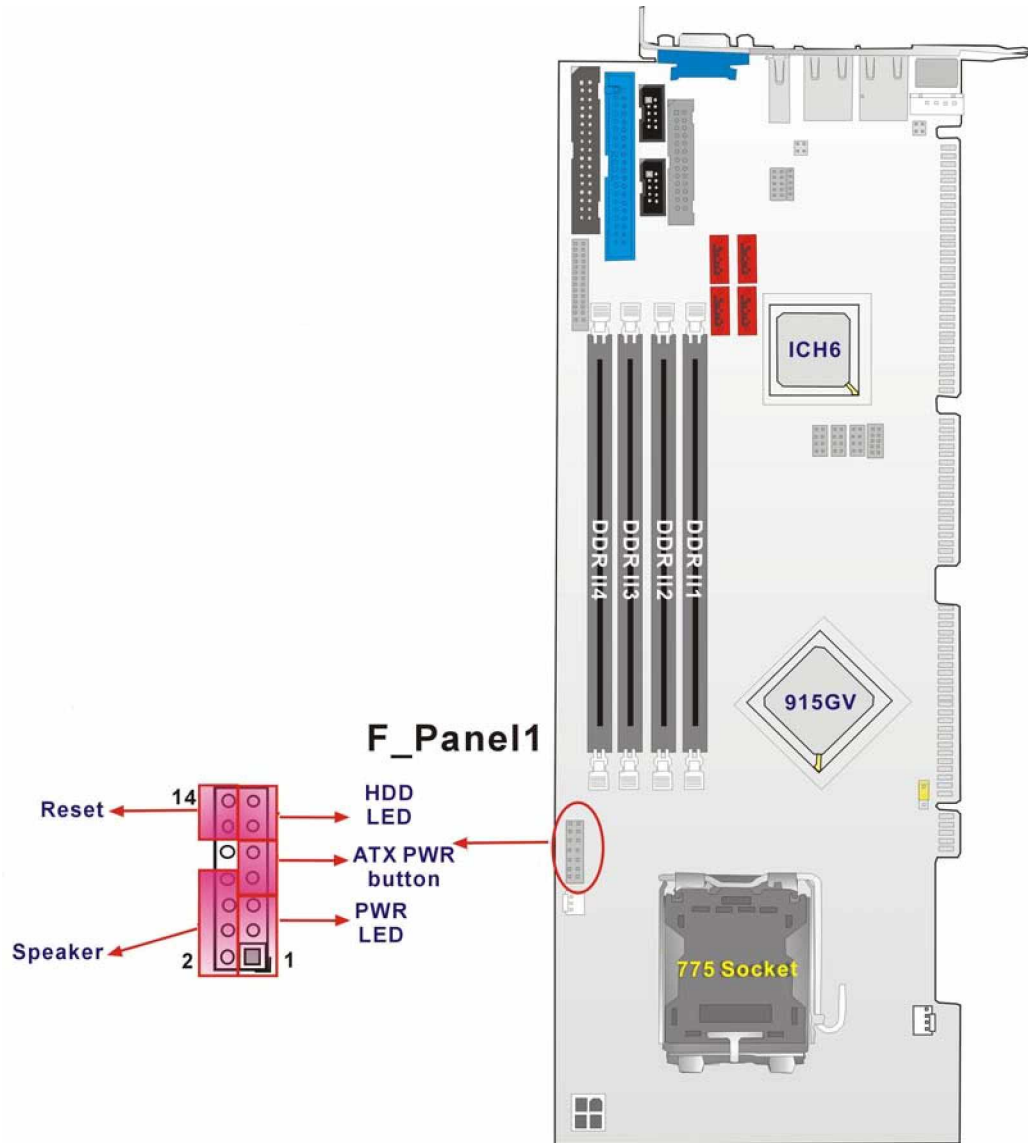 ICH6
DDR II4
DDR II3
DDR II2
DDR II1
915GV
F_Panel1
14
Reset
HDD
LED
ATX PWR
button
PWR
LED
Speaker
2
1
775 Socket